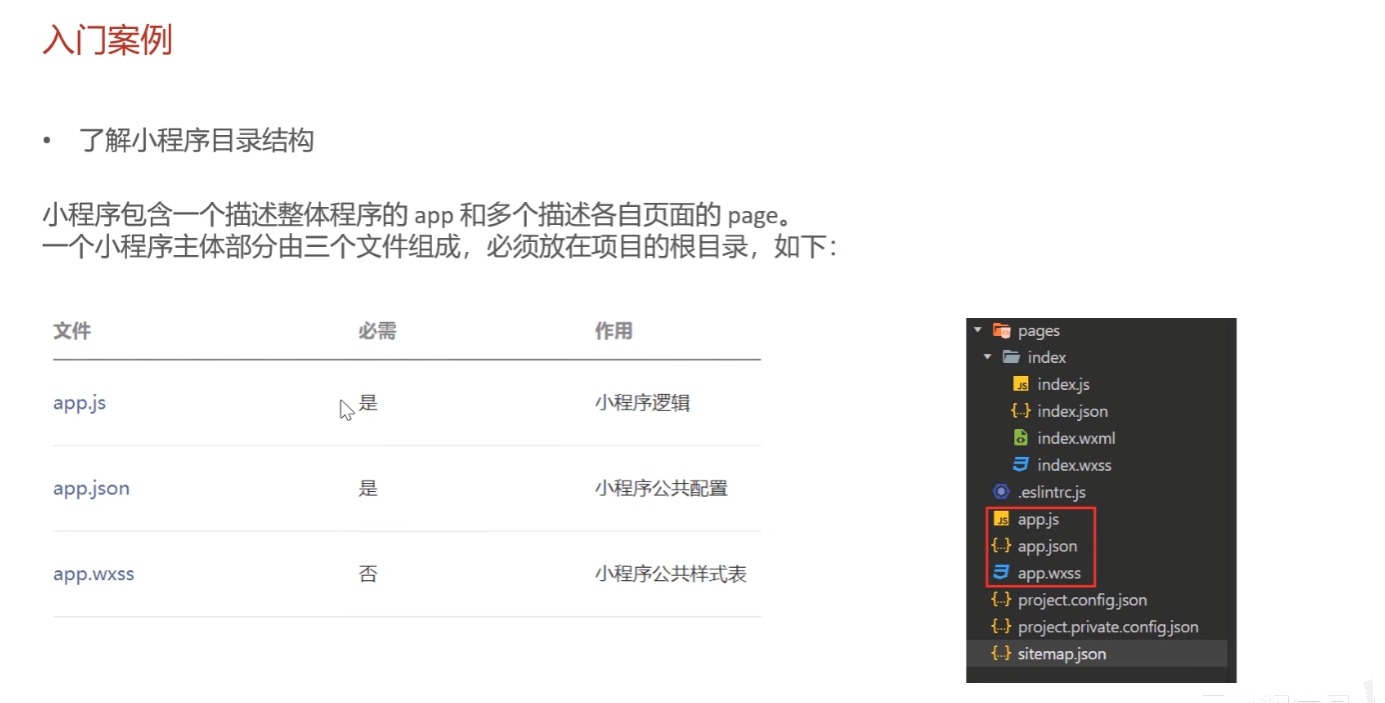 入门案例
• 了解小程序目录结构
小程序包含一个描述整体程序的 app 和多个描述各自页面的 page。
一个小程序主体部分由三个文件组成，必须放在项目的根目录，如下：
文件 必需 作用
app.js 是 小程序逻辑
app.json 是 小程序公共配置
app.wxss 否 小程序公共样式表
pages
index
index.js
index.json
index.wxml
index.wxss
.eslintrc.js
app.js
app.json
app.wxss
project.config.json
project.private.config.json
sitemap.json